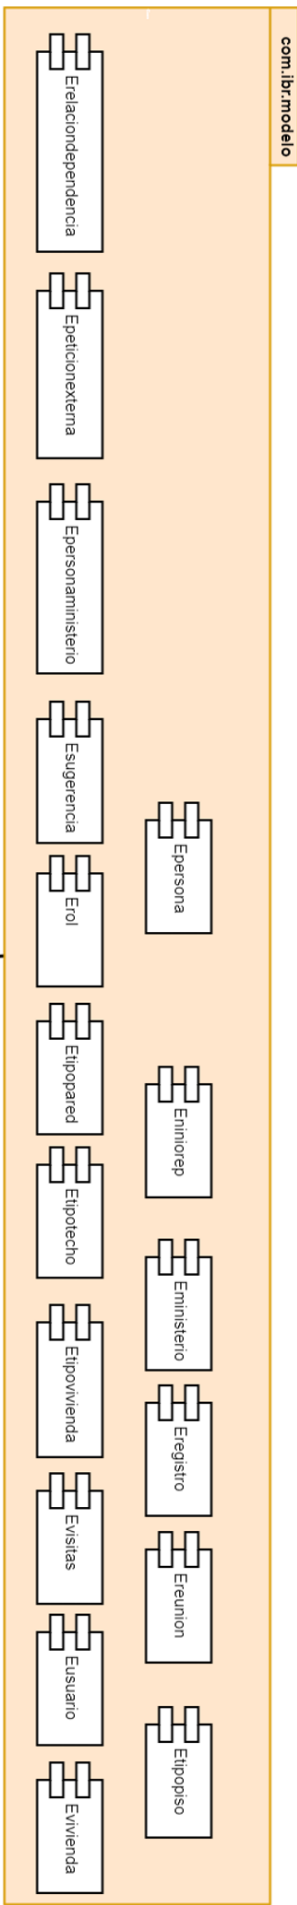 com.ibr.modelo
Epersona
Eniniorep
Eministerio
Eregistro
Ereunion
Etipopiso
Erelaciondependencia
Epeticionexterna
Epersonaministerio
Esugerencia
Erol
Etipopared
Etipotecho
Etipovivienda
Evisitas
Eusuario
Evivienda